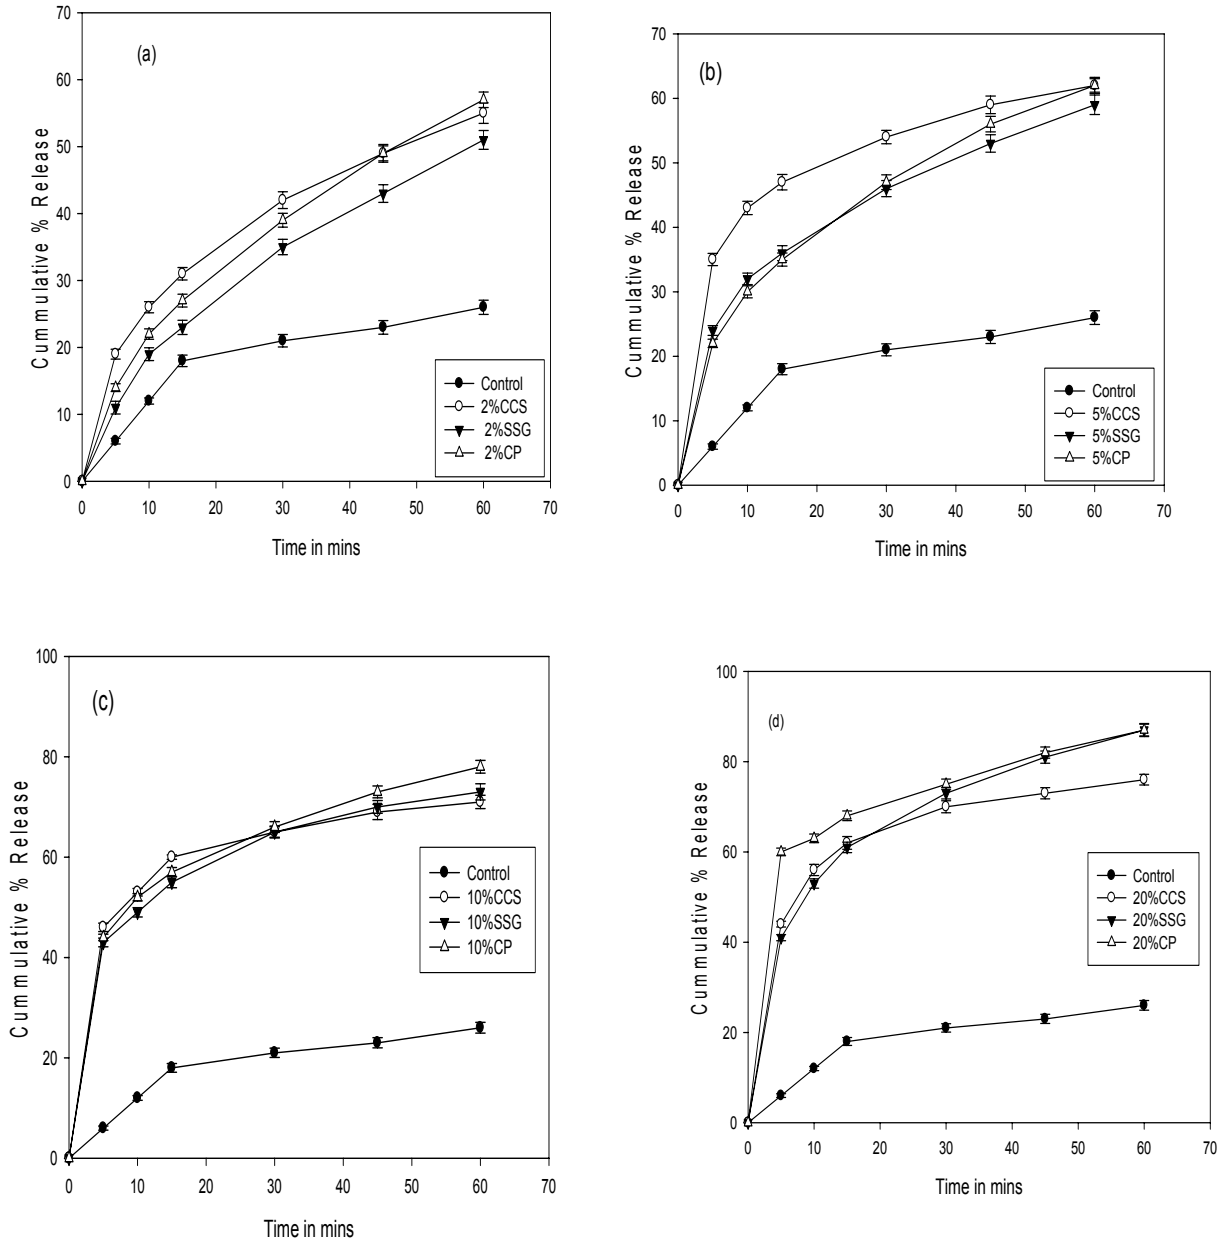 (a)
Cummulative % Release
70
60
50
40
30
20
10
0
0 10 20 30 40 50 60 70
Time in mins
Control
2%CCS
2%SSG
2%CP
(b)
Cummulative % Release
70
60
50
40
30
20
10
0
0 10 20 30 40 50 60 70
Time in mins
Control
5%CCS
5%SSG
5%CP
(c)
Cummulative % Release
100
80
60
40
20
0
0 10 20 30 40 50 60 70
Time in mins
Control
10%CCS
10%SSG
10%CP
(d)
Cummulative % Release
100
80
60
40
20
0
0 10 20 30 40 50 60 70
Time in mins
Control
20%CCS
20%SSG
20%CP